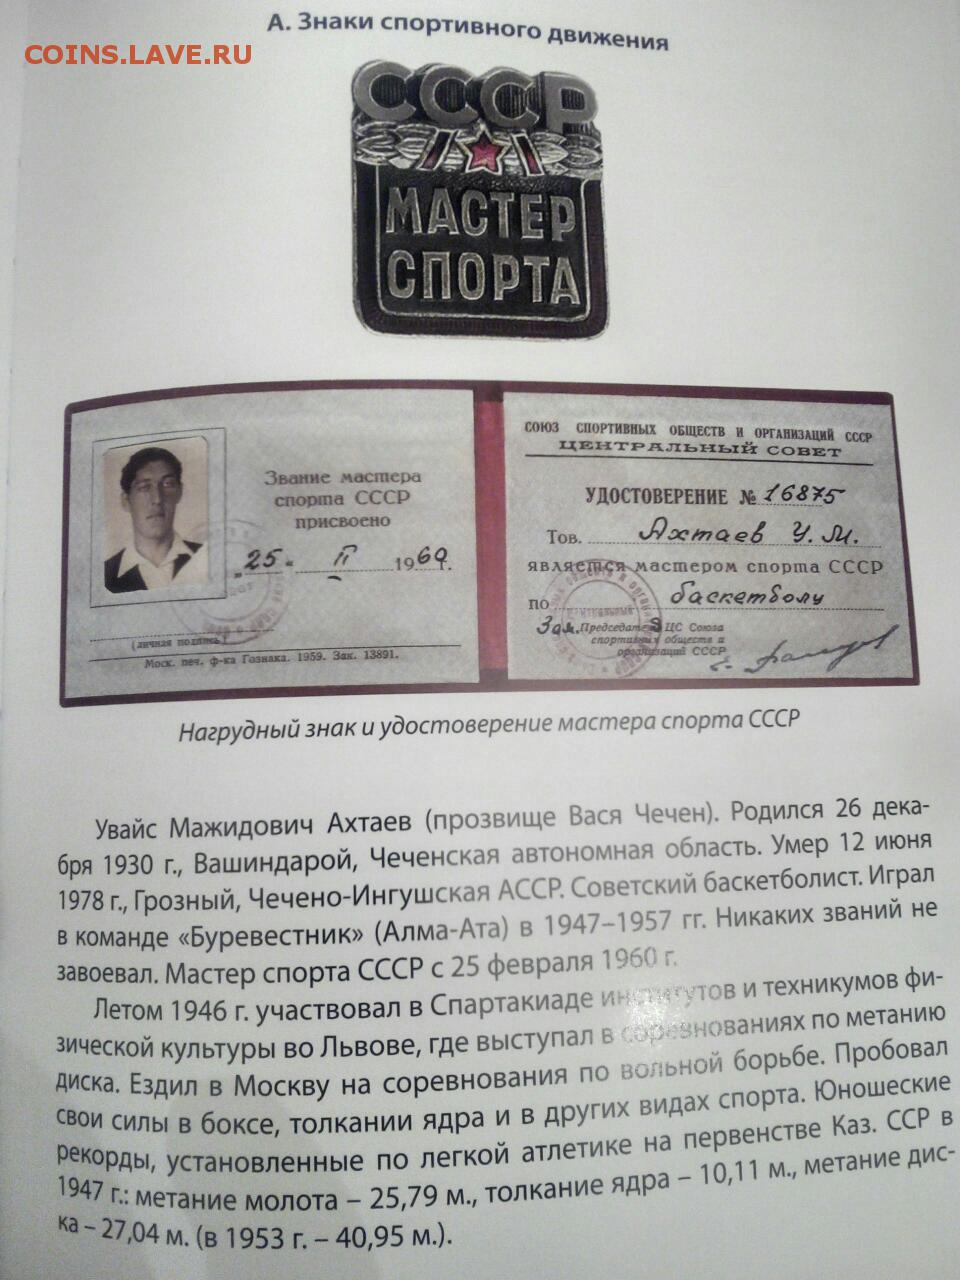 А. Знаки спортивного движения
COINS.LAVE.RU
СССР
МАСТЕР
СПОРТА
Звание мастера
спорта СССР
присвоено
„25“ II 1960 г.
(личная подпись)
Моск. печ. ф-ка Гознака. 1959. Зак. 13891.
СОЮЗ СПОРТИВНЫХ ОБЩЕСТВ И ОРГАНИЗАЦИЙ СССР
ЦЕНТРАЛЬНЫЙ СОВЕТ
УДОСТОВЕРЕНИЕ № 16875
Тов. Ахтаев У. М.
является мастером спорта СССР
по баскетболу
Зам. Председателя ЦС Союза
спортивных обществ и
организаций СССР
Нагрудный знак и удостоверение мастера спорта СССР
Увайс Мажидович Ахтаев (прозвище Вася Чечен). Родился 26 дека-
бря 1930 г., Вашиндарой, Чеченская автономная область. Умер 12 июня
1978 г., Грозный, Чечено-Ингушская АССР. Советский баскетболист. Играл
в команде «Буревестник» (Алма-Ата) в 1947–1957 гг. Никаких званий не
завоевал. Мастер спорта СССР с 25 февраля 1960 г.
Летом 1946 г. участвовал в Спартакиаде институтов и техникумов фи-
зической культуры во Львове, где выступал в соревнованиях по метанию
диска. Ездил в Москву на соревнования по вольной борьбе. Пробовал
свои силы в боксе, толкании ядра и в других видах спорта. Юношеские
рекорды, установленные по легкой атлетике на первенстве Каз. ССР в
1947 г.: метание молота – 25,79 м., толкание ядра – 10,11 м., метание дис-
ка – 27,04 м. (в 1953 г. – 40,95 м.).